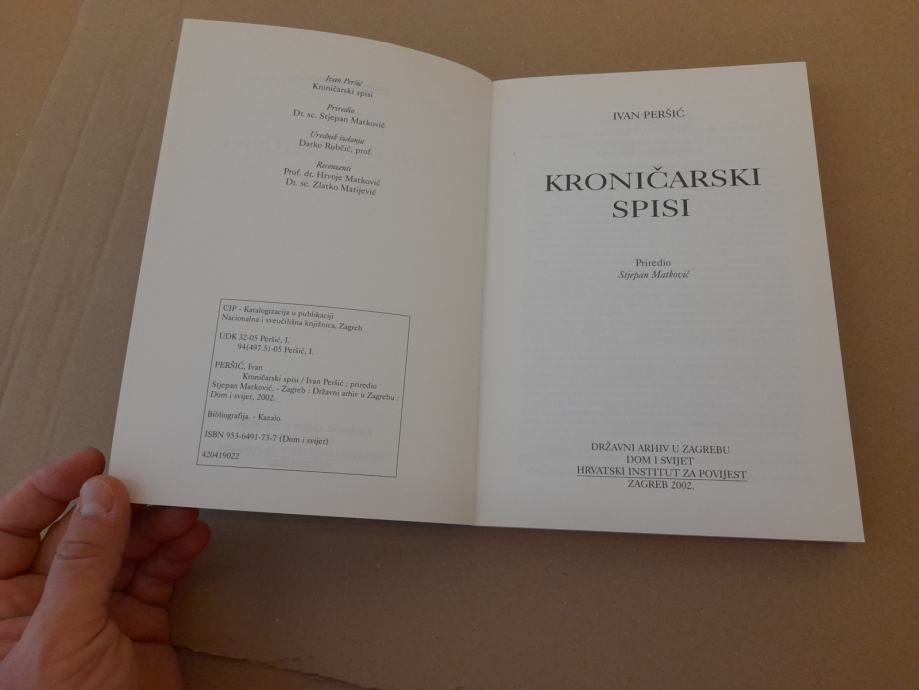 Ivan Peršić
Kroničarski spisi
Priredio
Dr. sc. Stjepan Matković
Urednik izdanja
Darko Rubčić, prof.
Recenzenti
Prof. dr. Hrvoje Matković
Dr. sc. Zlatko Matijević
CIP - Katalogizacija u publikaciji
Nacionalna i sveučilišna knjižnica, Zagreb
UDK 32-05 Peršić, I.
94(497.5)-05 Peršić, I.
PERŠIĆ, Ivan
Kroničarski spisi / Ivan Peršić ; priredio
Stjepan Matković. - Zagreb : Državni arhiv u Zagrebu :
Dom i svijet, 2002.
Bibliografija. - Kazalo.
ISBN 953-6491-73-7 (Dom i svijet)
420419022
IVAN PERŠIĆ
KRONIČARSKI
SPISI
Priredio
Stjepan Matković
DRŽAVNI ARHIV U ZAGREBU
DOM I SVIJET
HRVATSKI INSTITUT ZA POVIJEST
ZAGREB 2002.